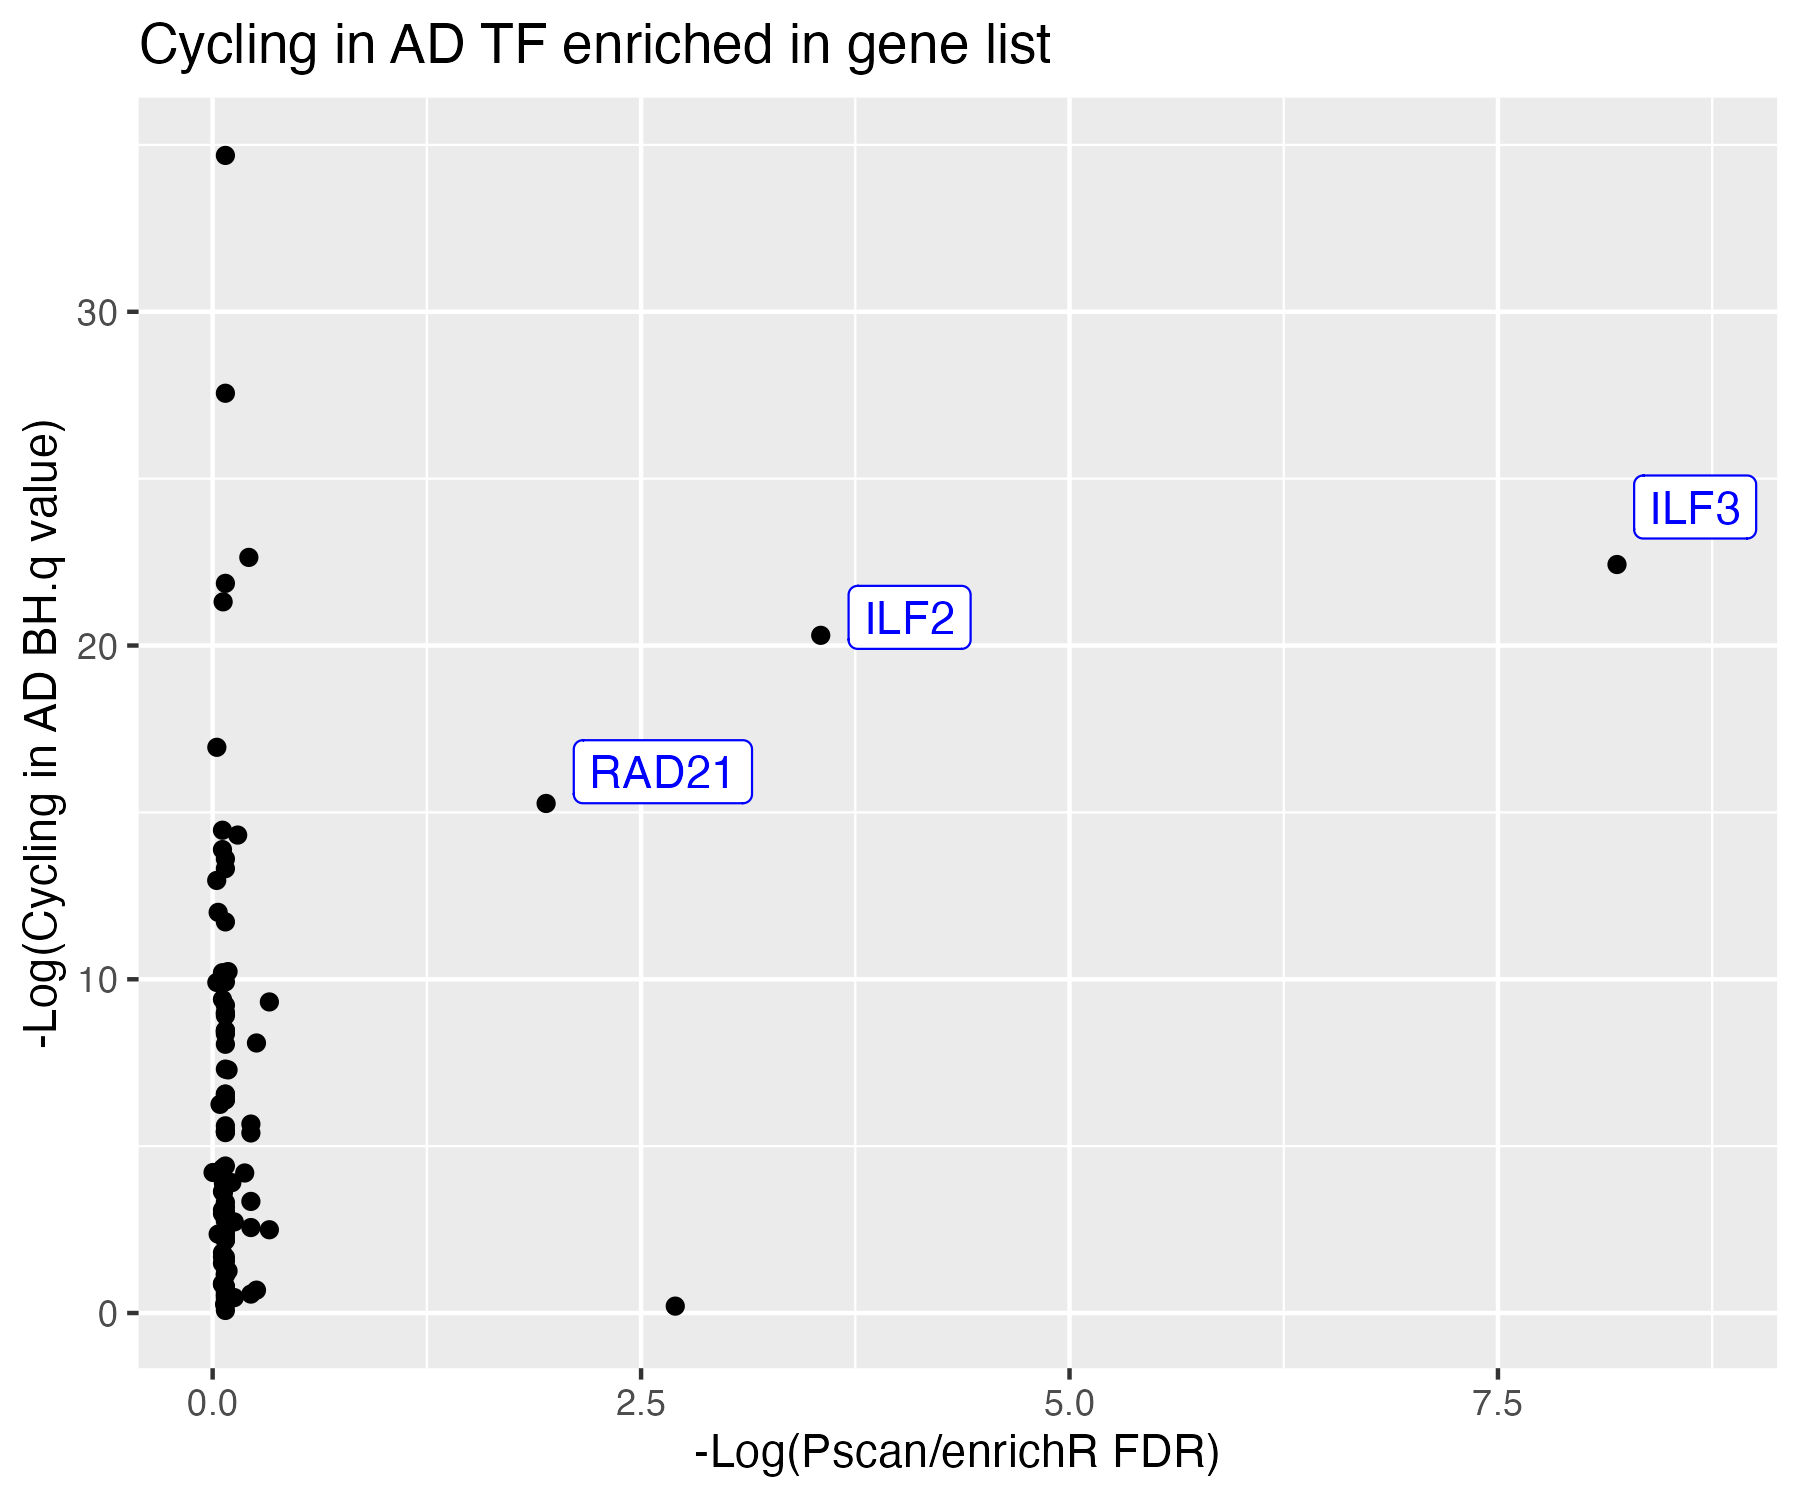 Cycling in AD TF enriched in gene list
-Log(Cycling in AD BH.q value)
30
20
10
0
ILF3
ILF2
RAD21
0.0
2.5
5.0
7.5
-Log(Pscan/enrichR FDR)